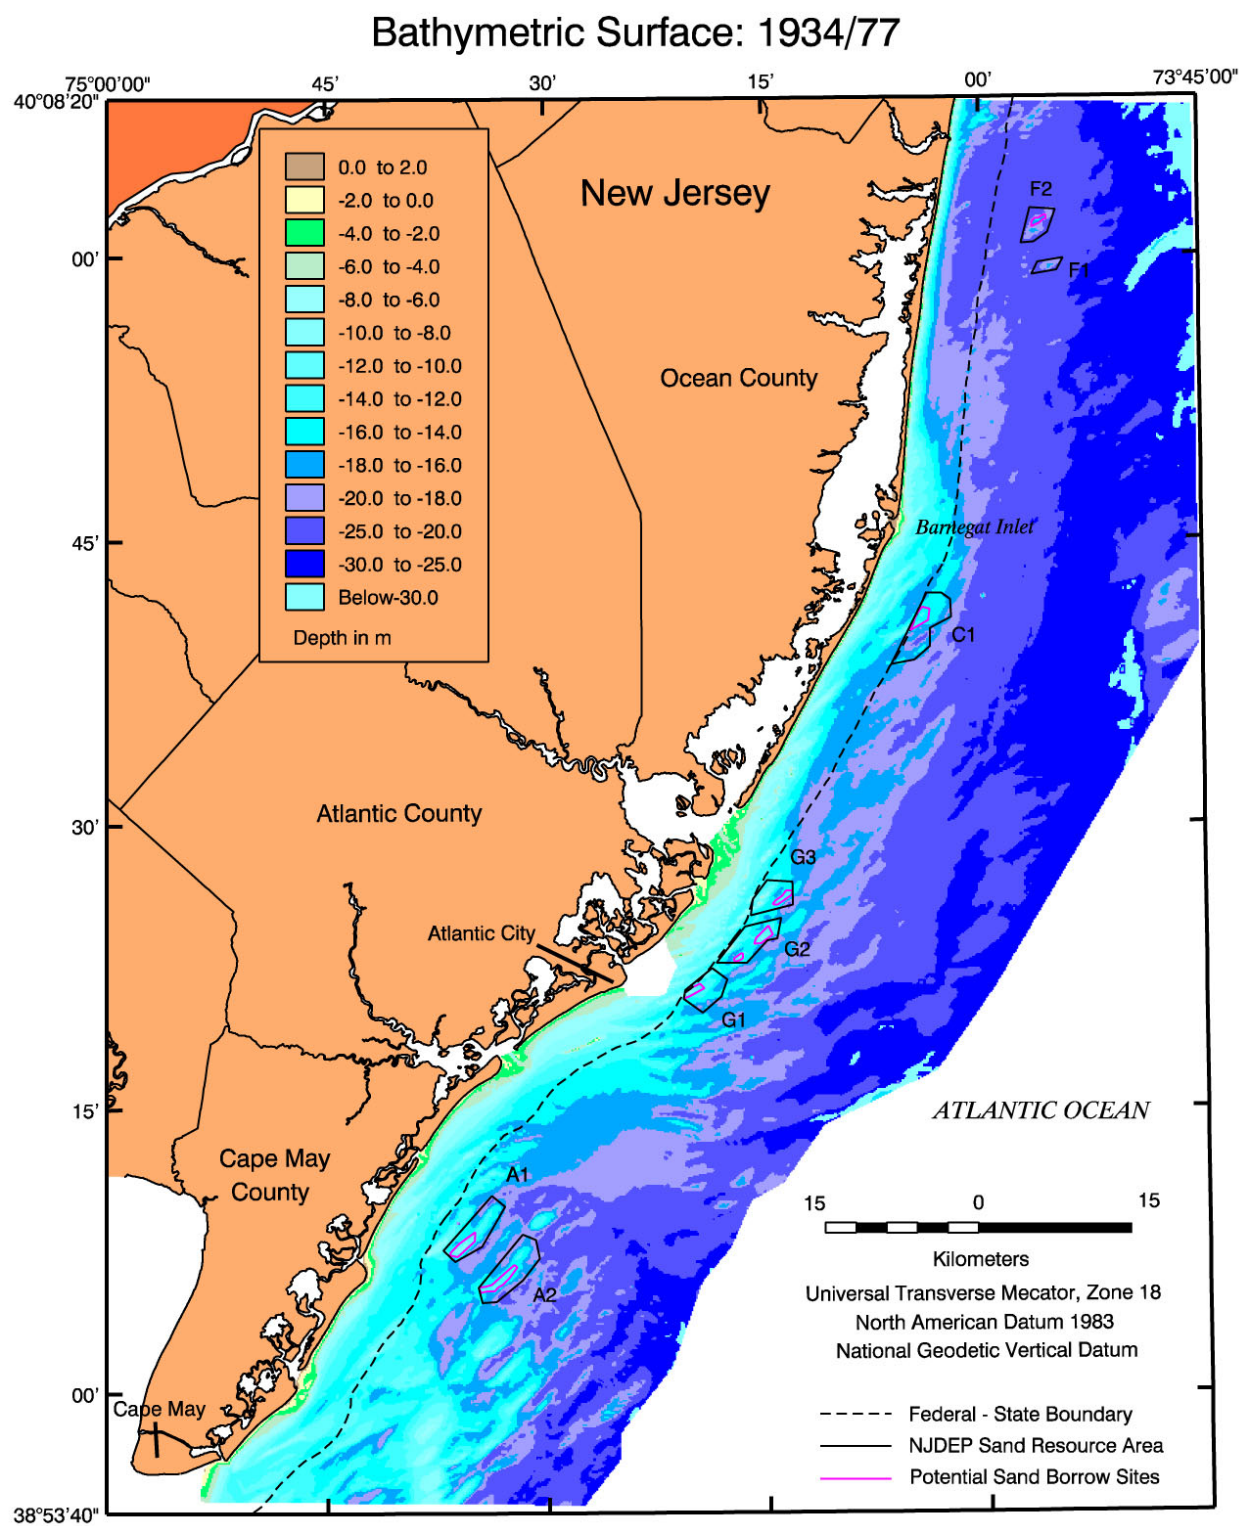 Bathymetric Surface: 1934/77
75°00'00"
45'
30'
15'
00'
73°45'00"
40°08'20"
0.0 to 2.0
-2.0 to 0.0
-4.0 to -2.0
-6.0 to -4.0
-8.0 to -6.0
-10.0 to -8.0
-12.0 to -10.0
-14.0 to -12.0
-16.0 to -14.0
-18.0 to -16.0
-20.0 to -18.0
-25.0 to -20.0
-30.0 to -25.0
Below-30.0
Depth in m
New Jersey
F2
00'
F1
Ocean County
Barnegat Inlet
45'
C1
Atlantic County
30'
G3
Atlantic City
G2
G1
15'
ATLANTIC OCEAN
Cape May
County
A1
A2
15 0 15
Kilometers
Universal Transverse Mecator, Zone 18
North American Datum 1983
National Geodetic Vertical Datum
00'
Cape May
Federal - State Boundary
NJDEP Sand Resource Area
Potential Sand Borrow Sites
38°53'40"